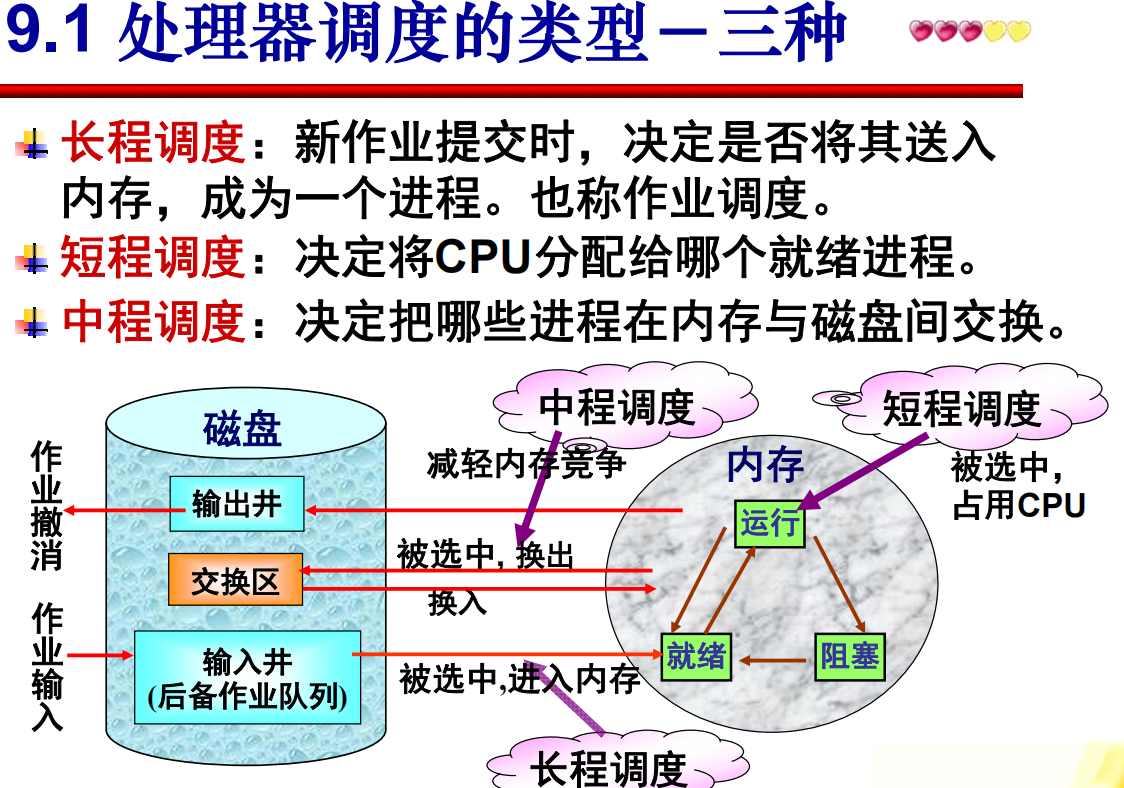 9.1 处理器调度的类型－三种
长程调度：新作业提交时，决定是否将其送入
内存，成为一个进程。也称作业调度。
短程调度：决定将CPU分配给哪个就绪进程。
中程调度：决定把哪些进程在内存与磁盘间交换。
中程调度
短程调度
磁盘
减轻内存竞争
内存
被选中，
占用CPU
作业撤消
输出井
运行
被选中, 换出
交换区
换入
作业输入
输入井
(后备作业队列)
被选中,进入内存
就绪
阻塞
长程调度